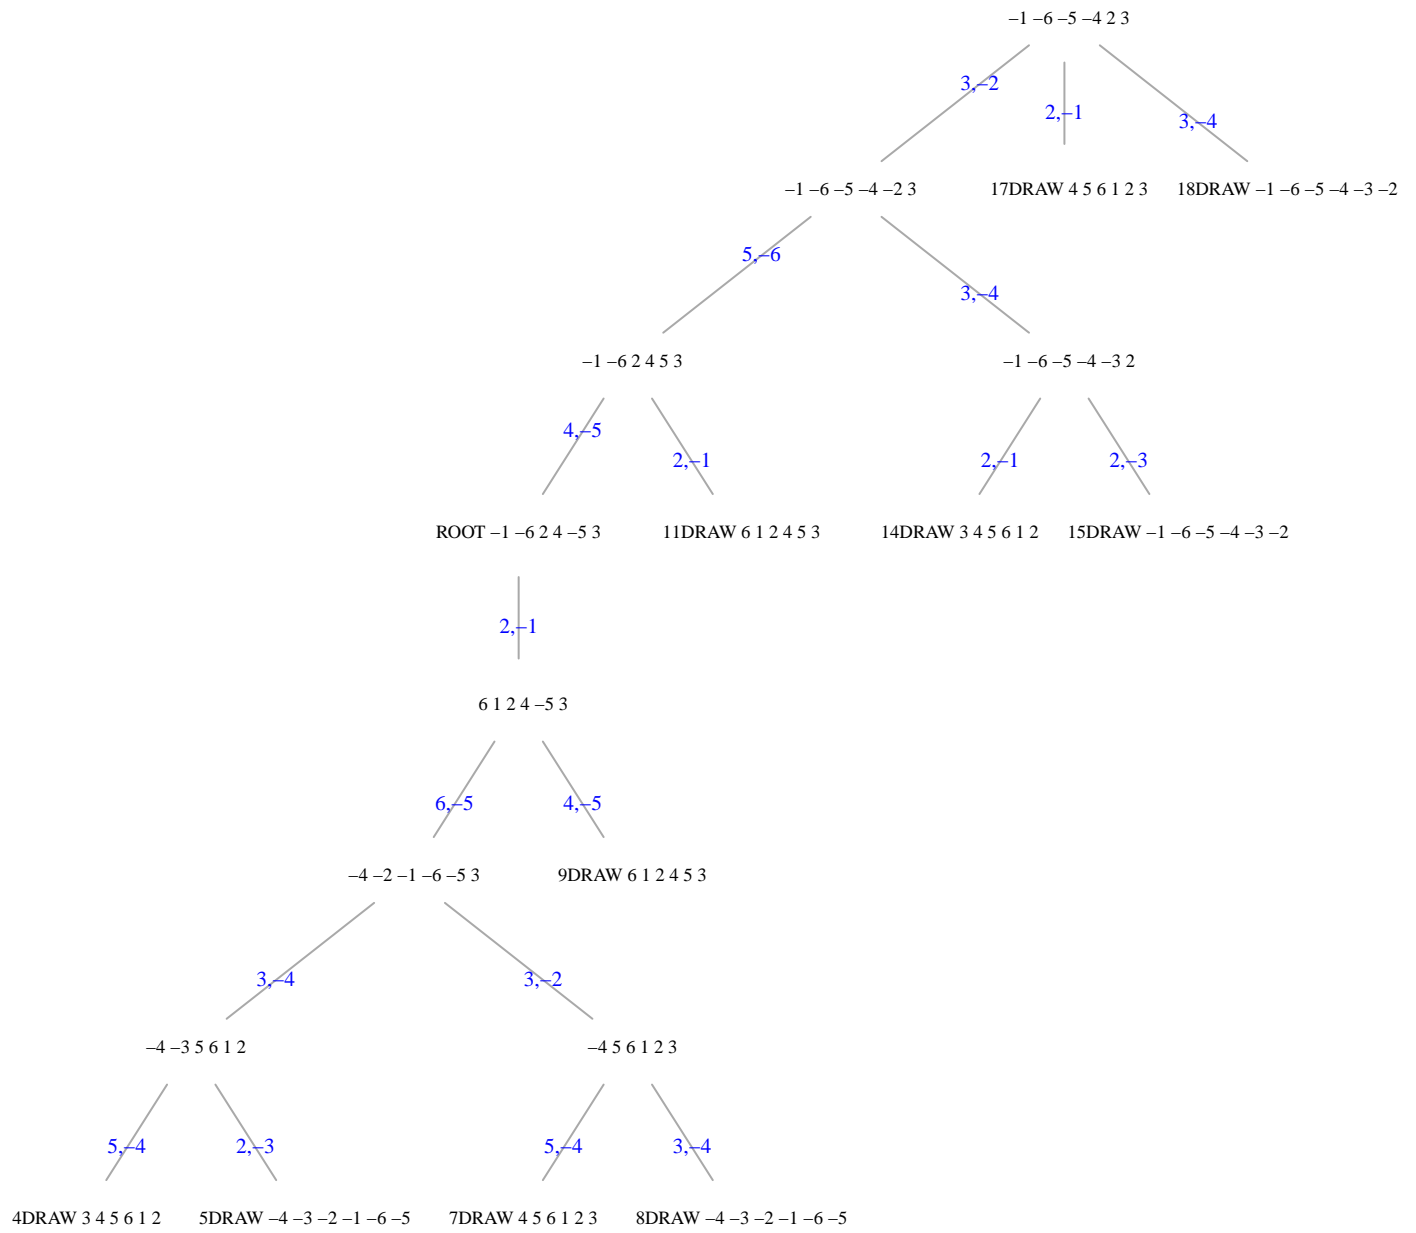 –1 –6 –5 –4 2 3
3,–2
2,–1
3,–4
–1 –6 –5 –4 –2 3
17DRAW 4 5 6 1 2 3
18DRAW –1 –6 –5 –4 –3 –2
5,–6
3,–4
–1 –6 2 4 5 3
–1 –6 –5 –4 –3 2
4,–5
2,–1
2,–1
2,–3
ROOT –1 –6 2 4 –5 3
11DRAW 6 1 2 4 5 3
14DRAW 3 4 5 6 1 2
15DRAW –1 –6 –5 –4 –3 –2
2,–1
6 1 2 4 –5 3
6,–5
4,–5
–4 –2 –1 –6 –5 3
9DRAW 6 1 2 4 5 3
3,–4
3,–2
–4 –3 5 6 1 2
–4 5 6 1 2 3
5,–4
2,–3
5,–4
3,–4
4DRAW 3 4 5 6 1 2
5DRAW –4 –3 –2 –1 –6 –5
7DRAW 4 5 6 1 2 3
8DRAW –4 –3 –2 –1 –6 –5